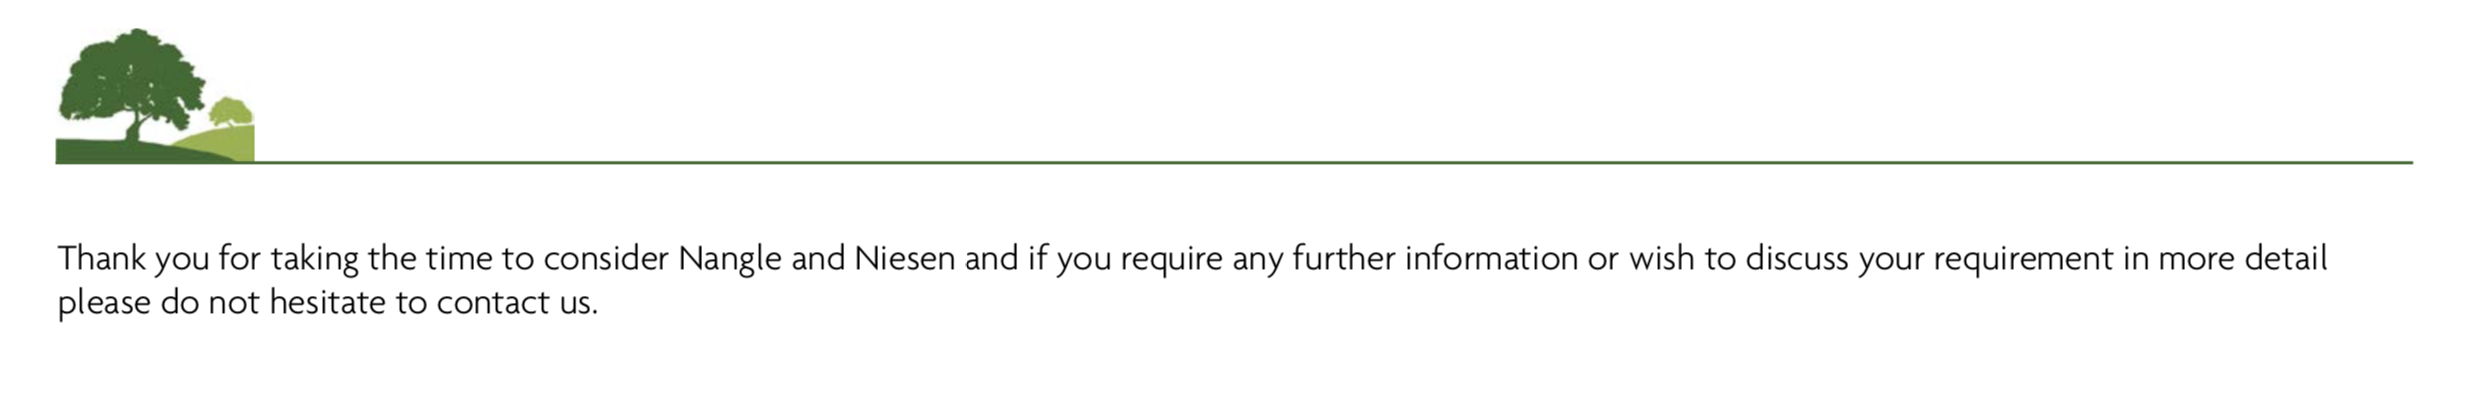 Thank you for taking the time to consider Nangle and Niesen and if you require any further information or wish to discuss your requirement in more detail
please do not hesitate to contact us.